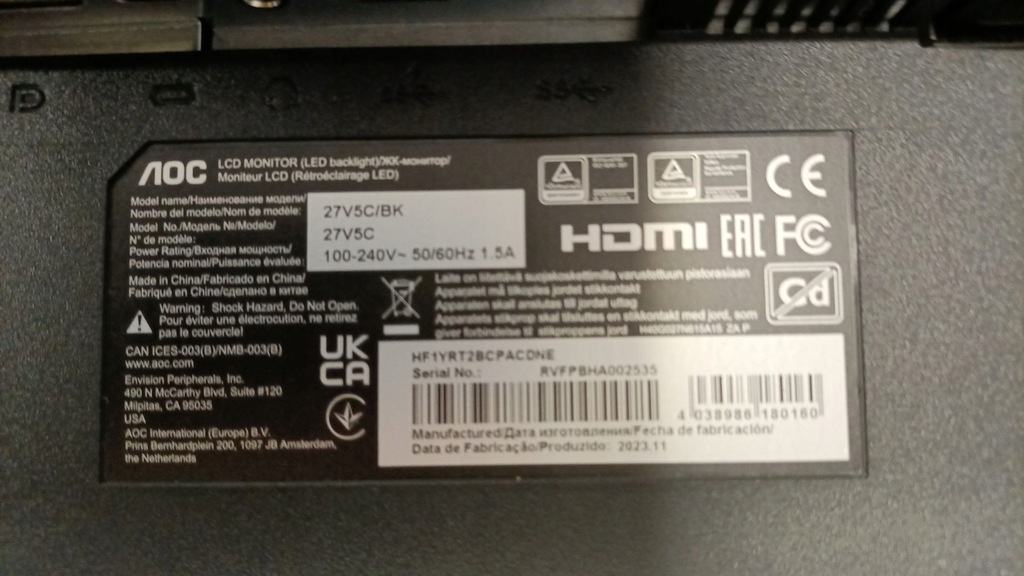 AOC
LCD MONITOR (LED backlight)/ЖК-монитор/
Moniteur LCD (Rétroéclairage LED)
Model name/Наименование модели/
Nombre del modelo/Nom de modèle:
27V5C/BK
Model No./Модель №/Modelo/
N° de modèle:
27V5C
Power Rating/Входная мощность/
Potencia nominal/Puissance évaluée:
100-240V~ 50/60Hz 1.5A
Made in China/Fabricado en China/
Fabriqué en Chine/сделано в китае
Warning: Shock Hazard, Do Not Open.
Pour éviter une électrocution, ne retirez
pas le couvercle!
CAN ICES-003(B)/NMB-003(B)
www.aoc.com
Envision Peripherals, Inc.
490 N McCarthy Blvd, Suite #120
Milpitas, CA 95035
USA
AOC International (Europe) B.V.
Prins Bernhardplein 200, 1097 JB Amsterdam,
the Netherlands
UK
CA
CE
HDMI EAC FC
Laite on liitettävä suojakoskettimilla varustettuun pistorasiaan
Apparatet må tilkoples jordet stikkontakt
Apparaten skall anslutas till jordat uttag
Apparatets stikprop skal tilsluttes en stikkontakt med jord, som
giver forbindelse til stikproppens jord
Pb
HF1YRT2BCPACDNE
Serial No.: RVFPBHA002535
4 038986 180160
Manufactured/Дата изготовления/Fecha de fabricación/
Data de Fabricação/Produzido: 2023.11